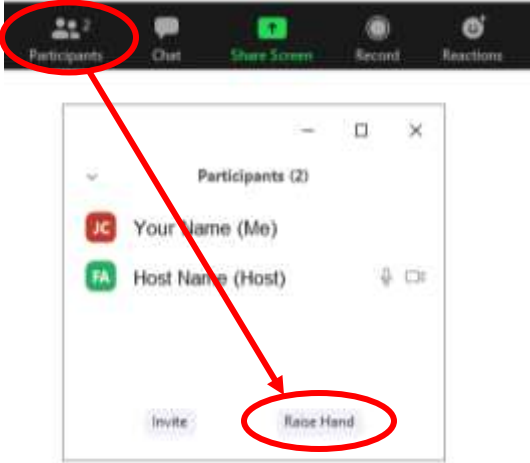 2
Participants Chat Share Screen Record Reactions
Participants (2)
JC Your Name (Me)
FA Host Name (Host)
Invite Raise Hand